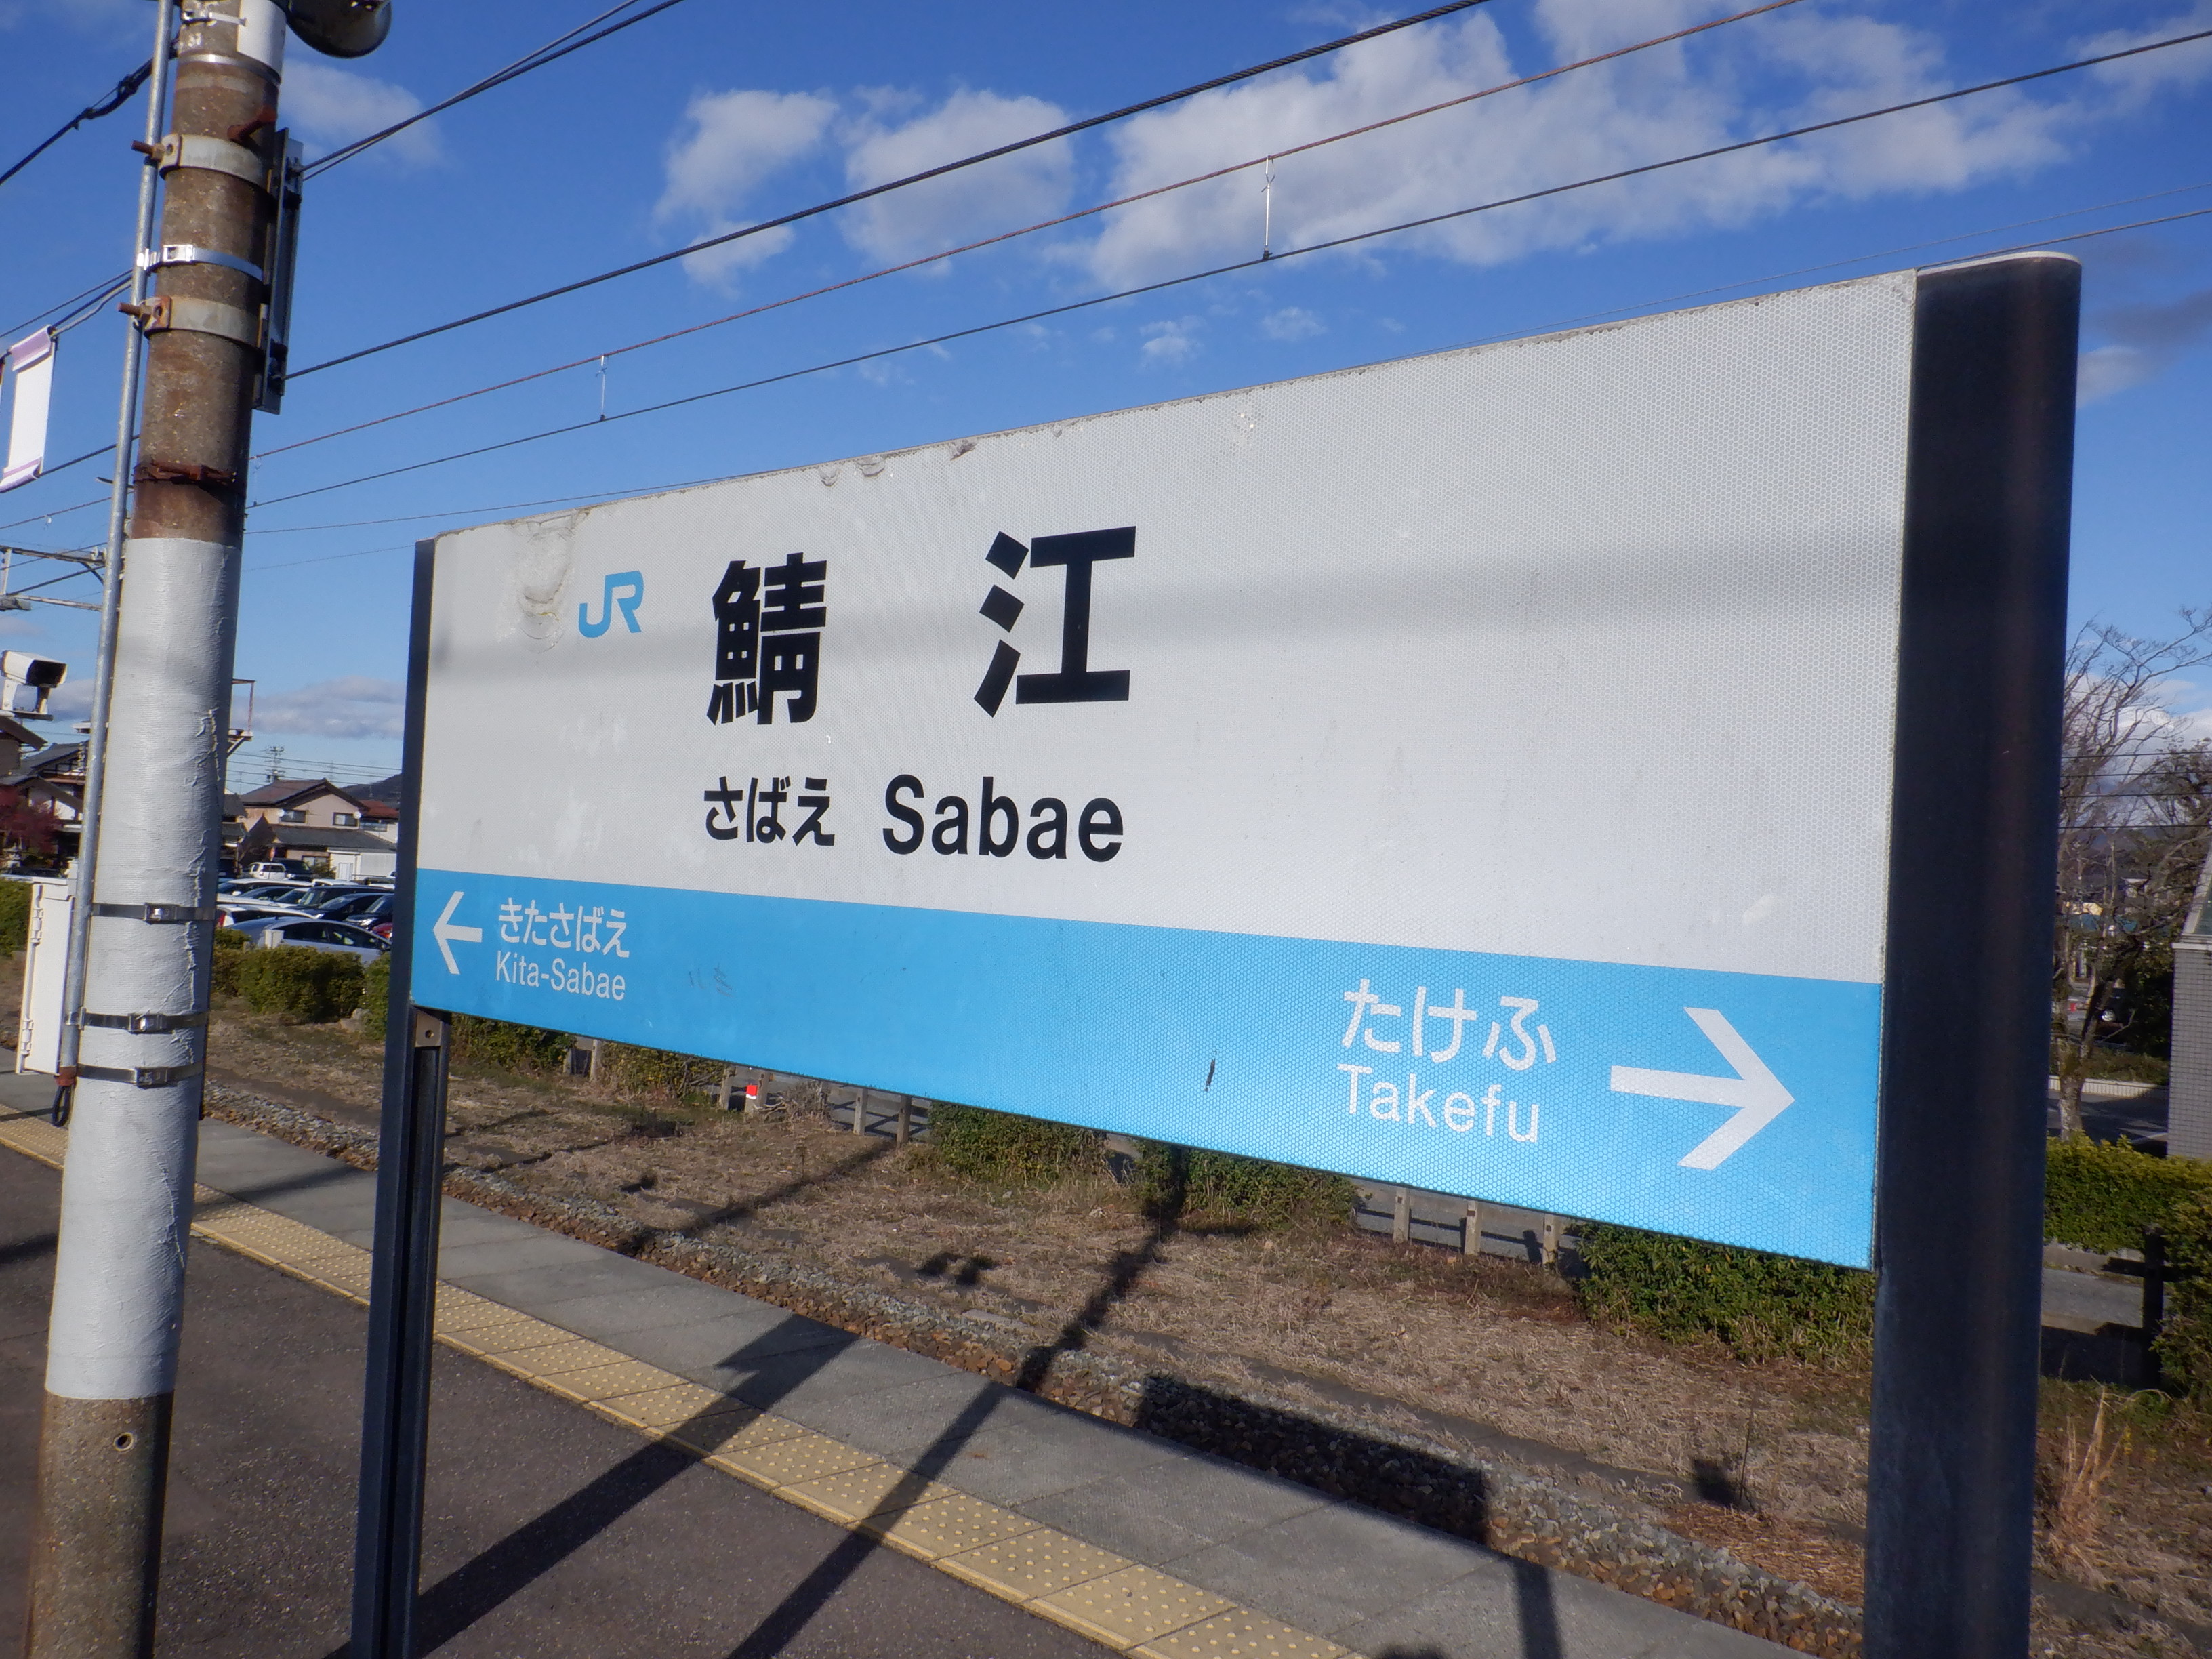 JR 鯖江
さばえ Sabae
← きたさばえ
Kita-Sabae
たけふ →
Takefu